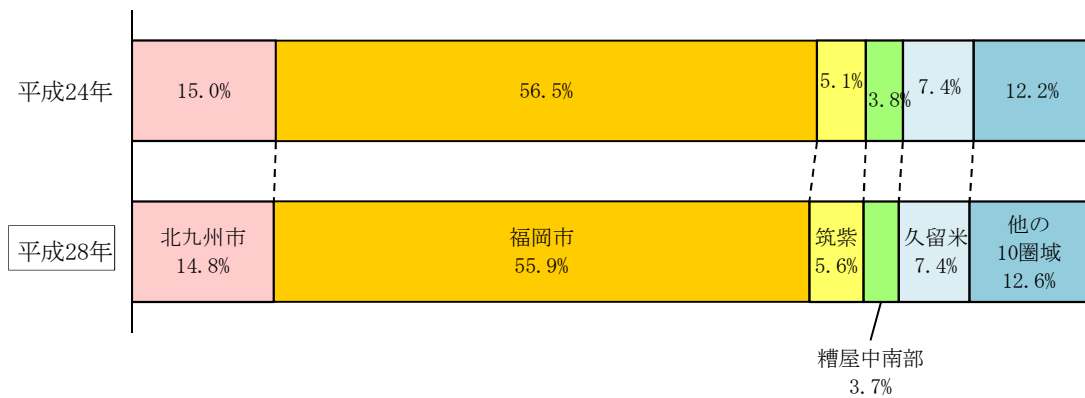 平成24年
15.0%
56.5%
5.1%
3.8%
7.4%
12.2%
平成28年
北九州市
14.8%
福岡市
55.9%
筑紫
5.6%
久留米
7.4%
他の
10圏域
12.6%
糟屋中南部
3.7%